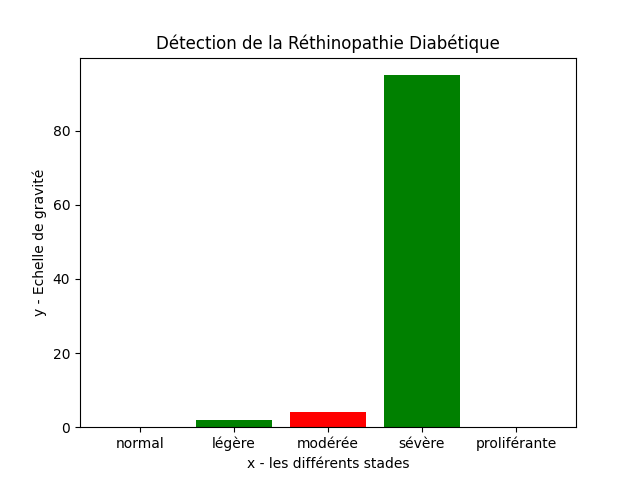 Détection de la Réthinopathie Diabétique
y - Echelle de gravité
80
60
40
20
0
normal légère modérée sévère proliférante
x - les différents stades